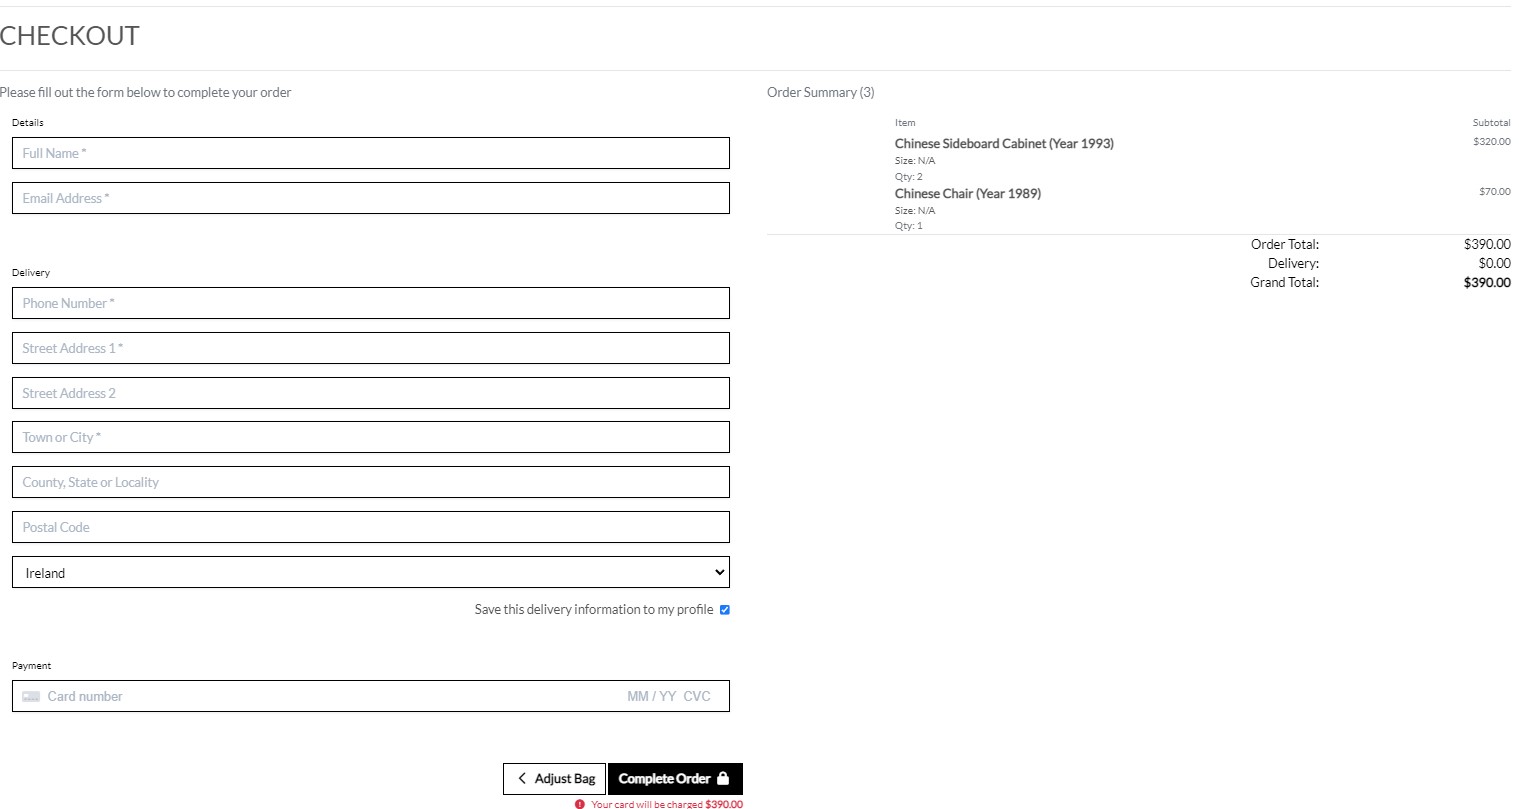 CHECKOUT
Please fill out the form below to complete your order
Details
Full Name *
Email Address *
Delivery
Phone Number *
Street Address 1 *
Street Address 2
Town or City *
County, State or Locality
Postal Code
Ireland
Save this delivery information to my profile
Payment
Card number MM / YY CVC
Adjust Bag Complete Order
Your card will be charged $390.00
Order Summary (3)
Item Subtotal
Chinese Sideboard Cabinet (Year 1993) $320.00
Size: N/A
Qty: 2
Chinese Chair (Year 1989) $70.00
Size: N/A
Qty: 1
Order Total: $390.00
Delivery: $0.00
Grand Total: $390.00